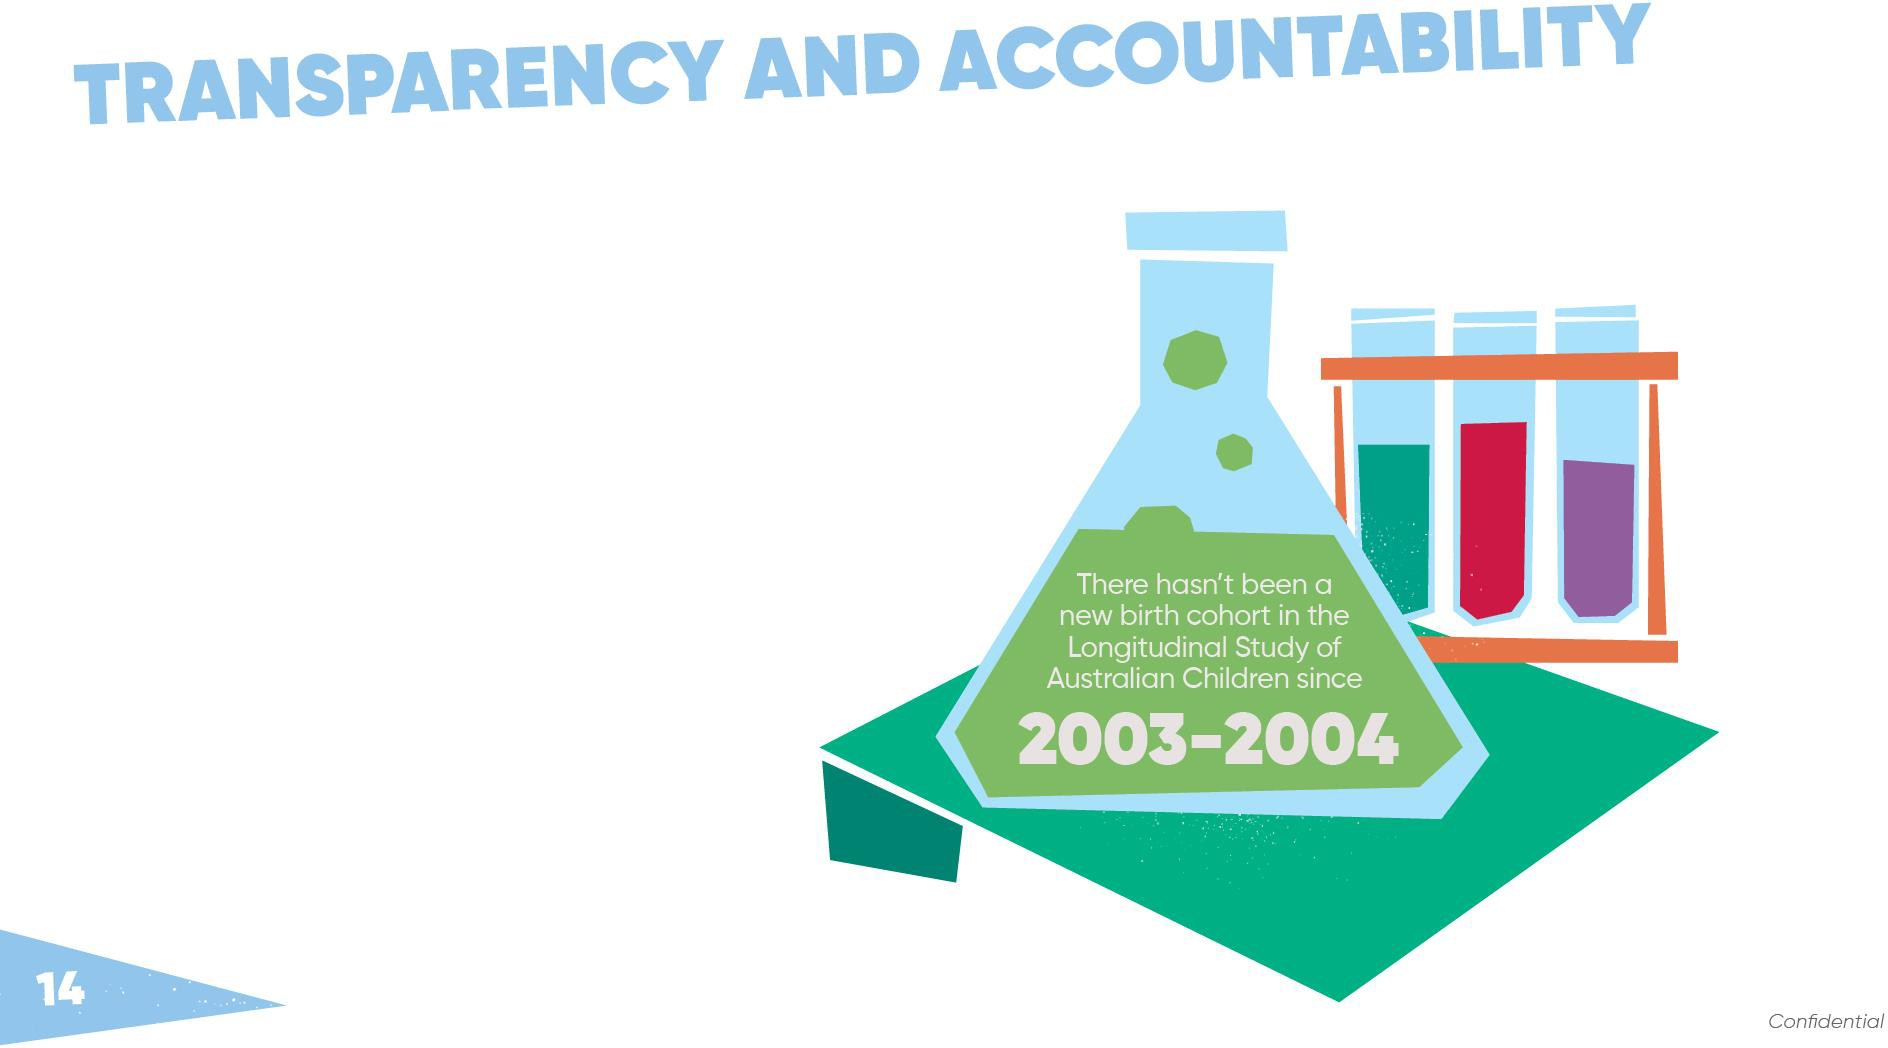 TRANSPARENCY AND ACCOUNTABILITY
There hasn't been a
new birth cohort in the
Longitudinal Study of
Australian Children since
2003-2004
14
Confidential